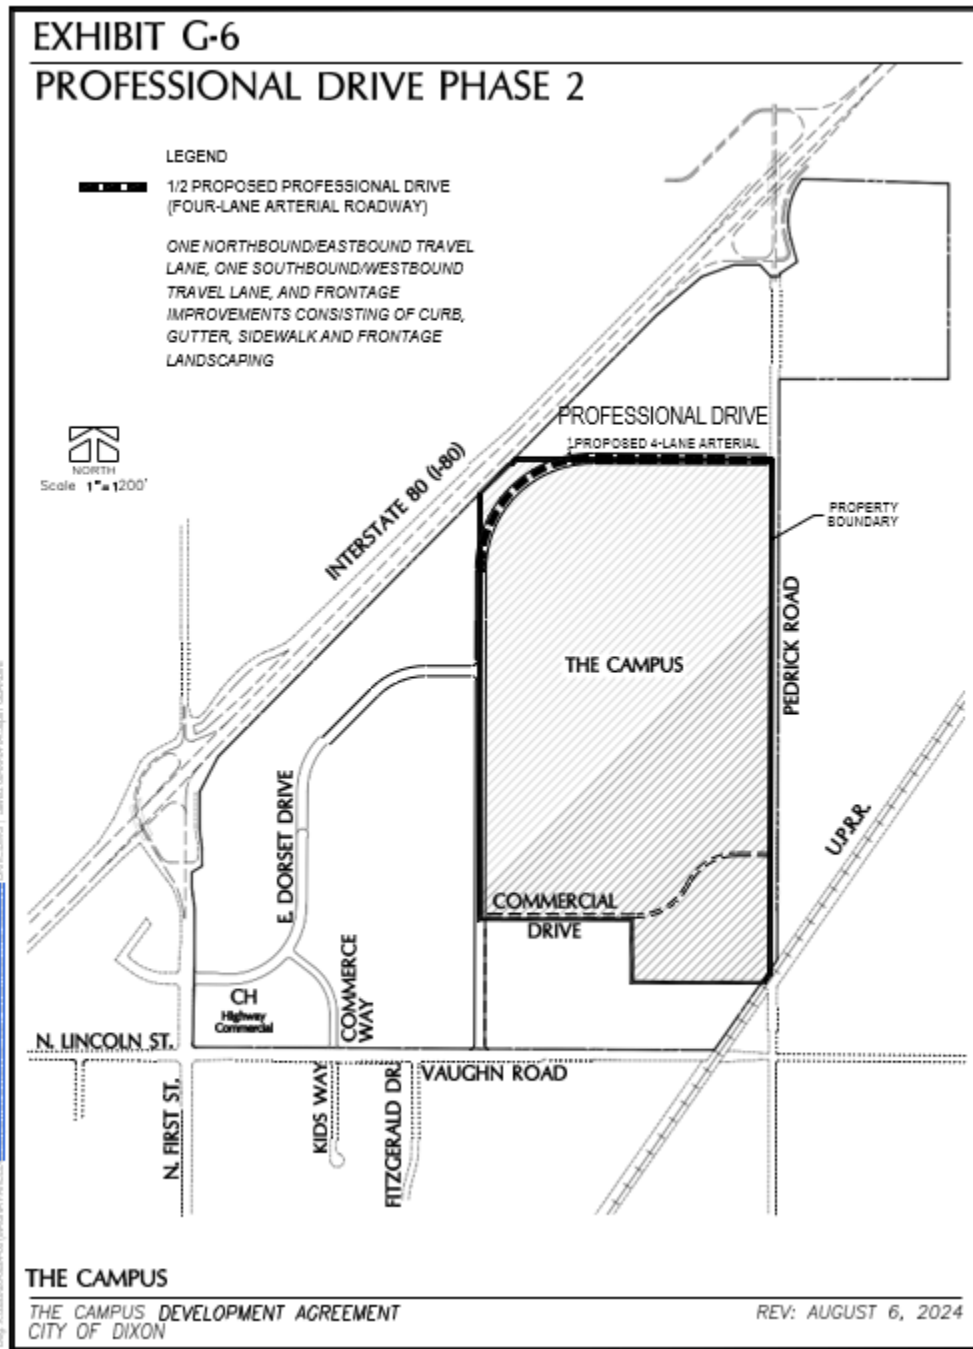 EXHIBIT G-6
PROFESSIONAL DRIVE PHASE 2
LEGEND
1/2 PROPOSED PROFESSIONAL DRIVE
(FOUR-LANE ARTERIAL ROADWAY)
ONE NORTHBOUND/EASTBOUND TRAVEL
LANE, ONE SOUTHBOUND/WESTBOUND
TRAVEL LANE, AND FRONTAGE
IMPROVEMENTS CONSISTING OF CURB,
GUTTER, SIDEWALK AND FRONTAGE
LANDSCAPING
NORTH
Scale 1"=1200'
INTERSTATE 80 (I-80)
PROFESSIONAL DRIVE
PROPOSED 4-LANE ARTERIAL
PROPERTY
BOUNDARY
PEDRICK ROAD
THE CAMPUS
U.P.R.R.
E. DORSET DRIVE
COMMERCIAL
DRIVE
COMMERCE
WAY
CH
Highway
Commercial
N. LINCOLN ST.
VAUGHN ROAD
N. FIRST ST.
KIDS WAY
FITZGERALD DR.
THE CAMPUS
THE CAMPUS DEVELOPMENT AGREEMENT
CITY OF DIXON
REV: AUGUST 6, 2024